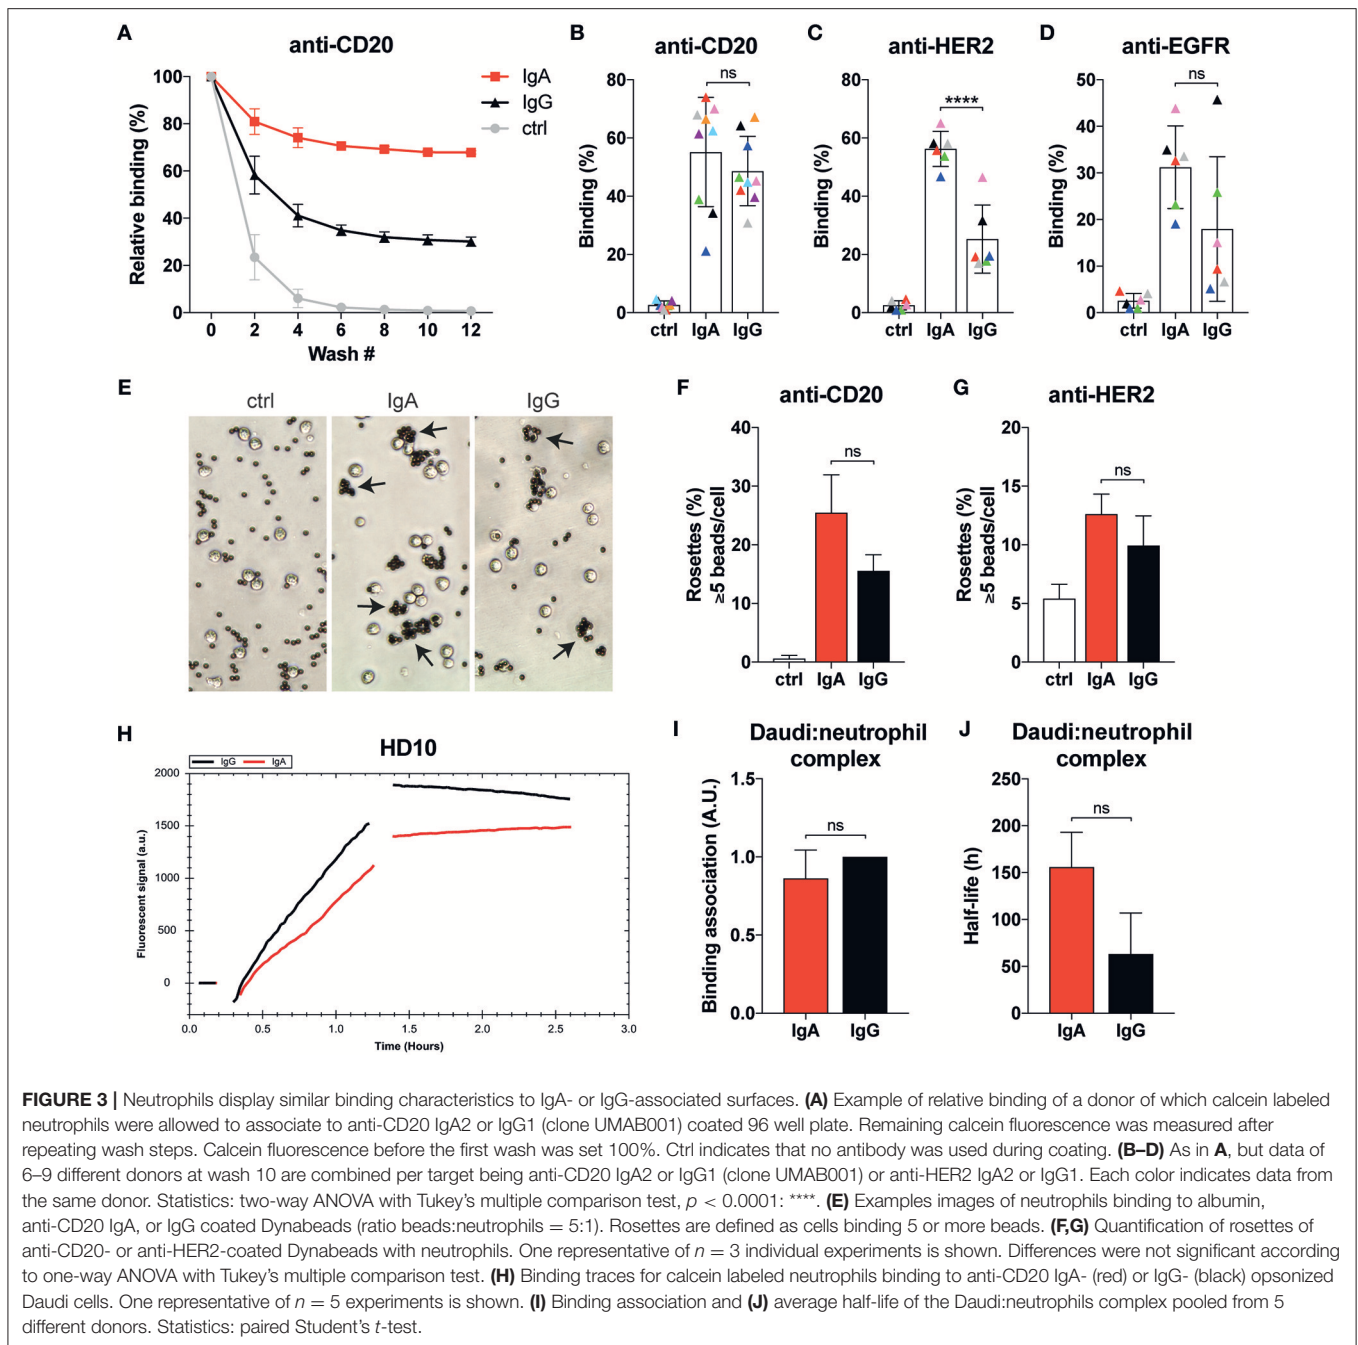 A
anti-CD20
Relative binding (%)
100
80
60
40
20
0
0 2 4 6 8 10 12
Wash #
IgA
IgG
ctrl
B
anti-CD20
Binding (%)
80
60
40
20
0
ns
ctrl IgA IgG
C
anti-HER2
Binding (%)
80
60
40
20
0
****
ctrl IgA IgG
D
anti-EGFR
Binding (%)
50
40
30
20
10
0
ns
ctrl IgA IgG
E
ctrl IgA IgG
F
anti-CD20
Rosettes (%)
≥5 beads/cell
40
30
20
10
0
ns
ctrl IgA IgG
G
anti-HER2
Rosettes (%)
≥5 beads/cell
20
15
10
5
0
ns
ctrl IgA IgG
H
HD10
IgG IgA
Fluorescent signal (a.u.)
2000
1500
1000
500
0
0.0 0.5 1.0 1.5 2.0 2.5 3.0
Time (Hours)
I
Daudi:neutrophil
complex
Binding association (A.U.)
1.5
1.0
0.5
0.0
ns
IgA IgG
J
Daudi:neutrophil
complex
Half-life (h)
250
200
150
100
50
0
ns
IgA IgG
FIGURE 3 | Neutrophils display similar binding characteristics to IgA- or IgG-associated surfaces. (A) Example of relative binding of a donor of which calcein labeled
neutrophils were allowed to associate to anti-CD20 IgA2 or IgG1 (clone UMAB001) coated 96 well plate. Remaining calcein fluorescence was measured after
repeating wash steps. Calcein fluorescence before the first wash was set 100%. Ctrl indicates that no antibody was used during coating. (B–D) As in A, but data of
6–9 different donors at wash 10 are combined per target being anti-CD20 IgA2 or IgG1 (clone UMAB001) or anti-HER2 IgA2 or IgG1. Each color indicates data from
the same donor. Statistics: two-way ANOVA with Tukey's multiple comparison test, p < 0.0001: ****. (E) Examples images of neutrophils binding to albumin,
anti-CD20 IgA, or IgG coated Dynabeads (ratio beads:neutrophils = 5:1). Rosettes are defined as cells binding 5 or more beads. (F,G) Quantification of rosettes of
anti-CD20- or anti-HER2-coated Dynabeads with neutrophils. One representative of n = 3 individual experiments is shown. Differences were not significant according
to one-way ANOVA with Tukey's multiple comparison test. (H) Binding traces for calcein labeled neutrophils binding to anti-CD20 IgA- (red) or IgG- (black) opsonized
Daudi cells. One representative of n = 5 experiments is shown. (I) Binding association and (J) average half-life of the Daudi:neutrophils complex pooled from 5
different donors. Statistics: paired Student's t-test.